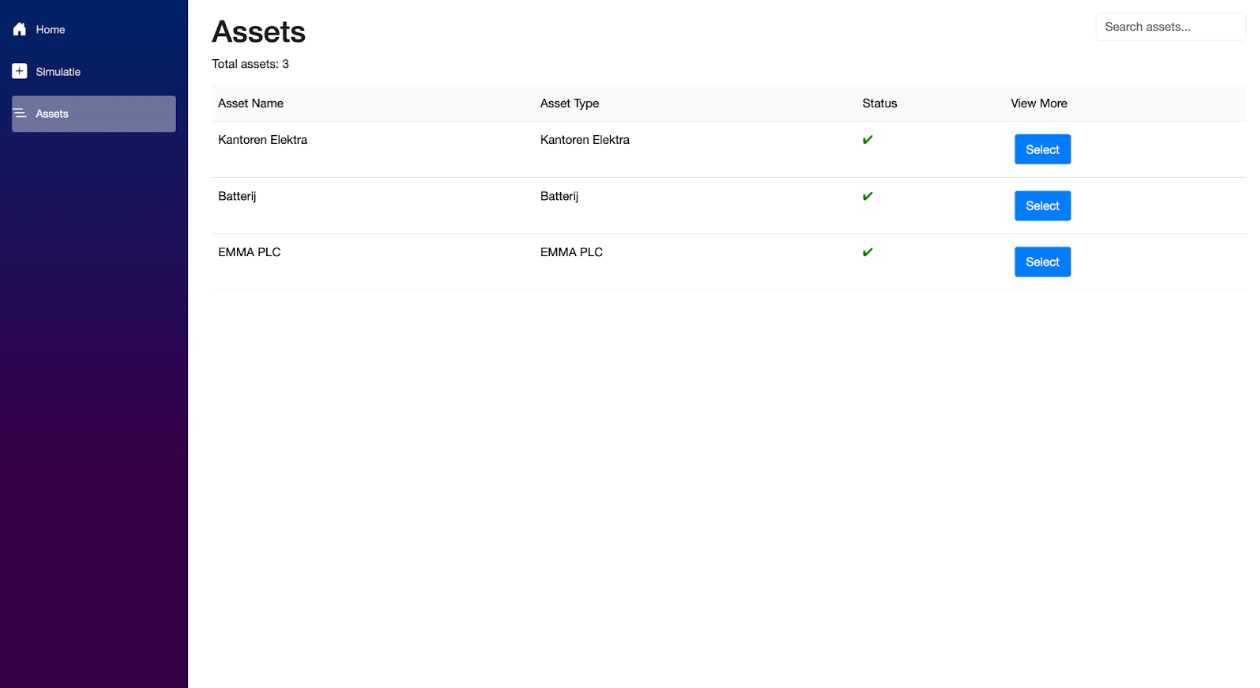 Home
Simulatie
Assets
Assets
Search assets...
Total assets: 3
Asset Name Asset Type Status View More
Kantoren Elektra Kantoren Elektra ✔ Select
Batterij Batterij ✔ Select
EMMA PLC EMMA PLC ✔ Select